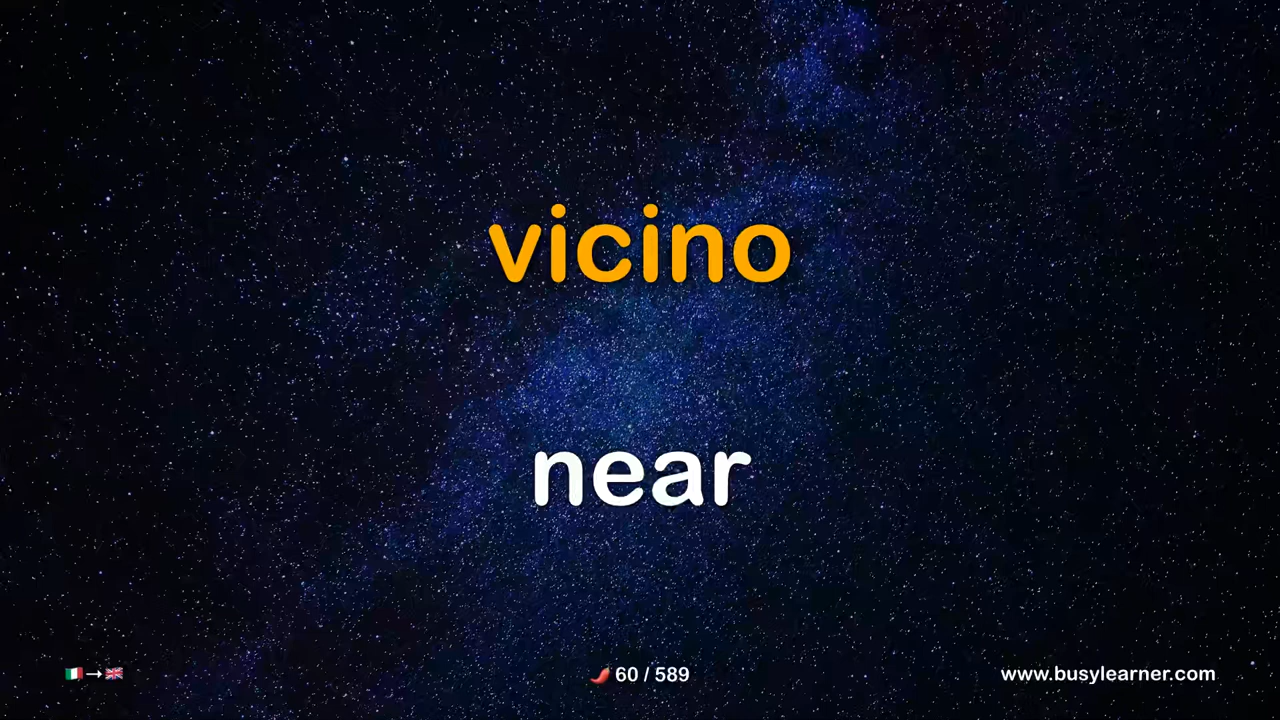 vicino
near
🇮🇹→🇬🇧
🌶️ 60 / 589
www.busylearner.com